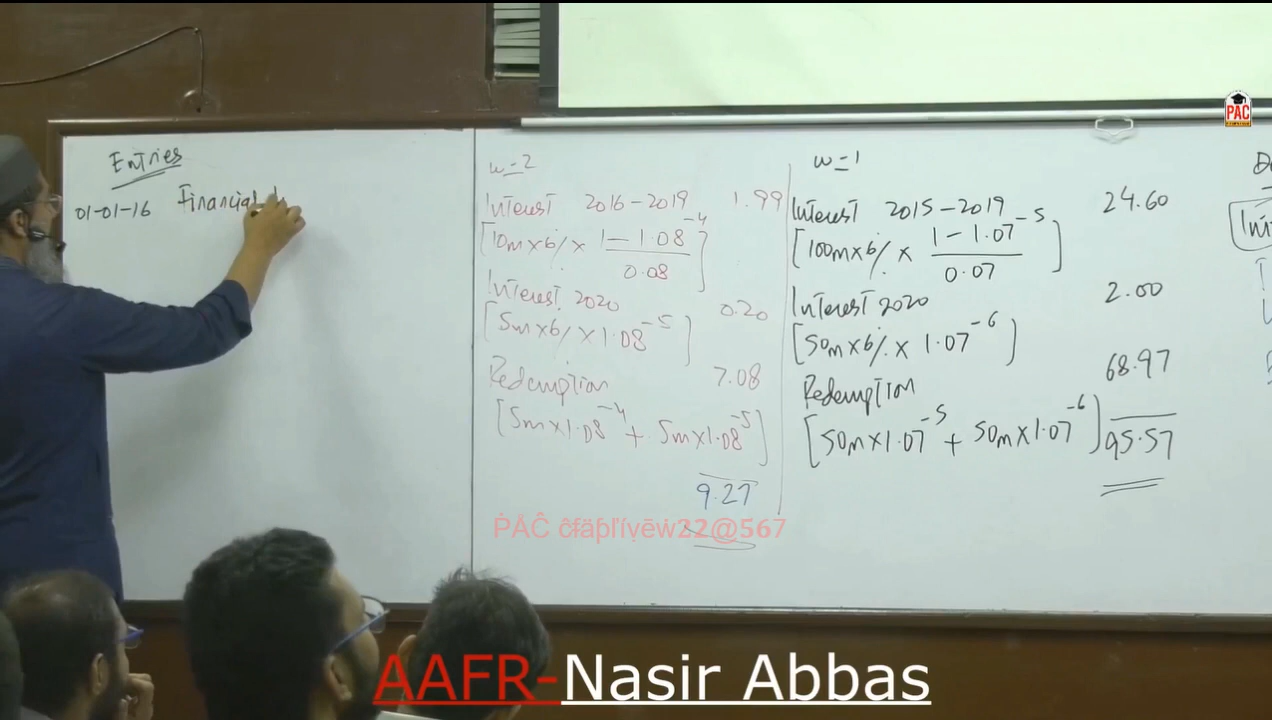 PAC
Entries
01-01-16 Financial
w=2
Interest 2016-2019 1.99
[10m×6%× (1-1.08^-4)/0.08]
Interest 2020 0.20
[5m×6%×1.08^-5]
Redemption 7.08
[5m×1.08^-4 + 5m×1.08^-5]
9.27
w=1
Interest 2015-2019 24.60
[100m×6%× (1-1.07^-5)/0.07]
Interest 2020 2.00
[50m×6%×1.07^-6]
Redemption 68.97
[50m×1.07^-5 + 50m×1.07^-6]
95.57
AAFR-Nasir Abbas